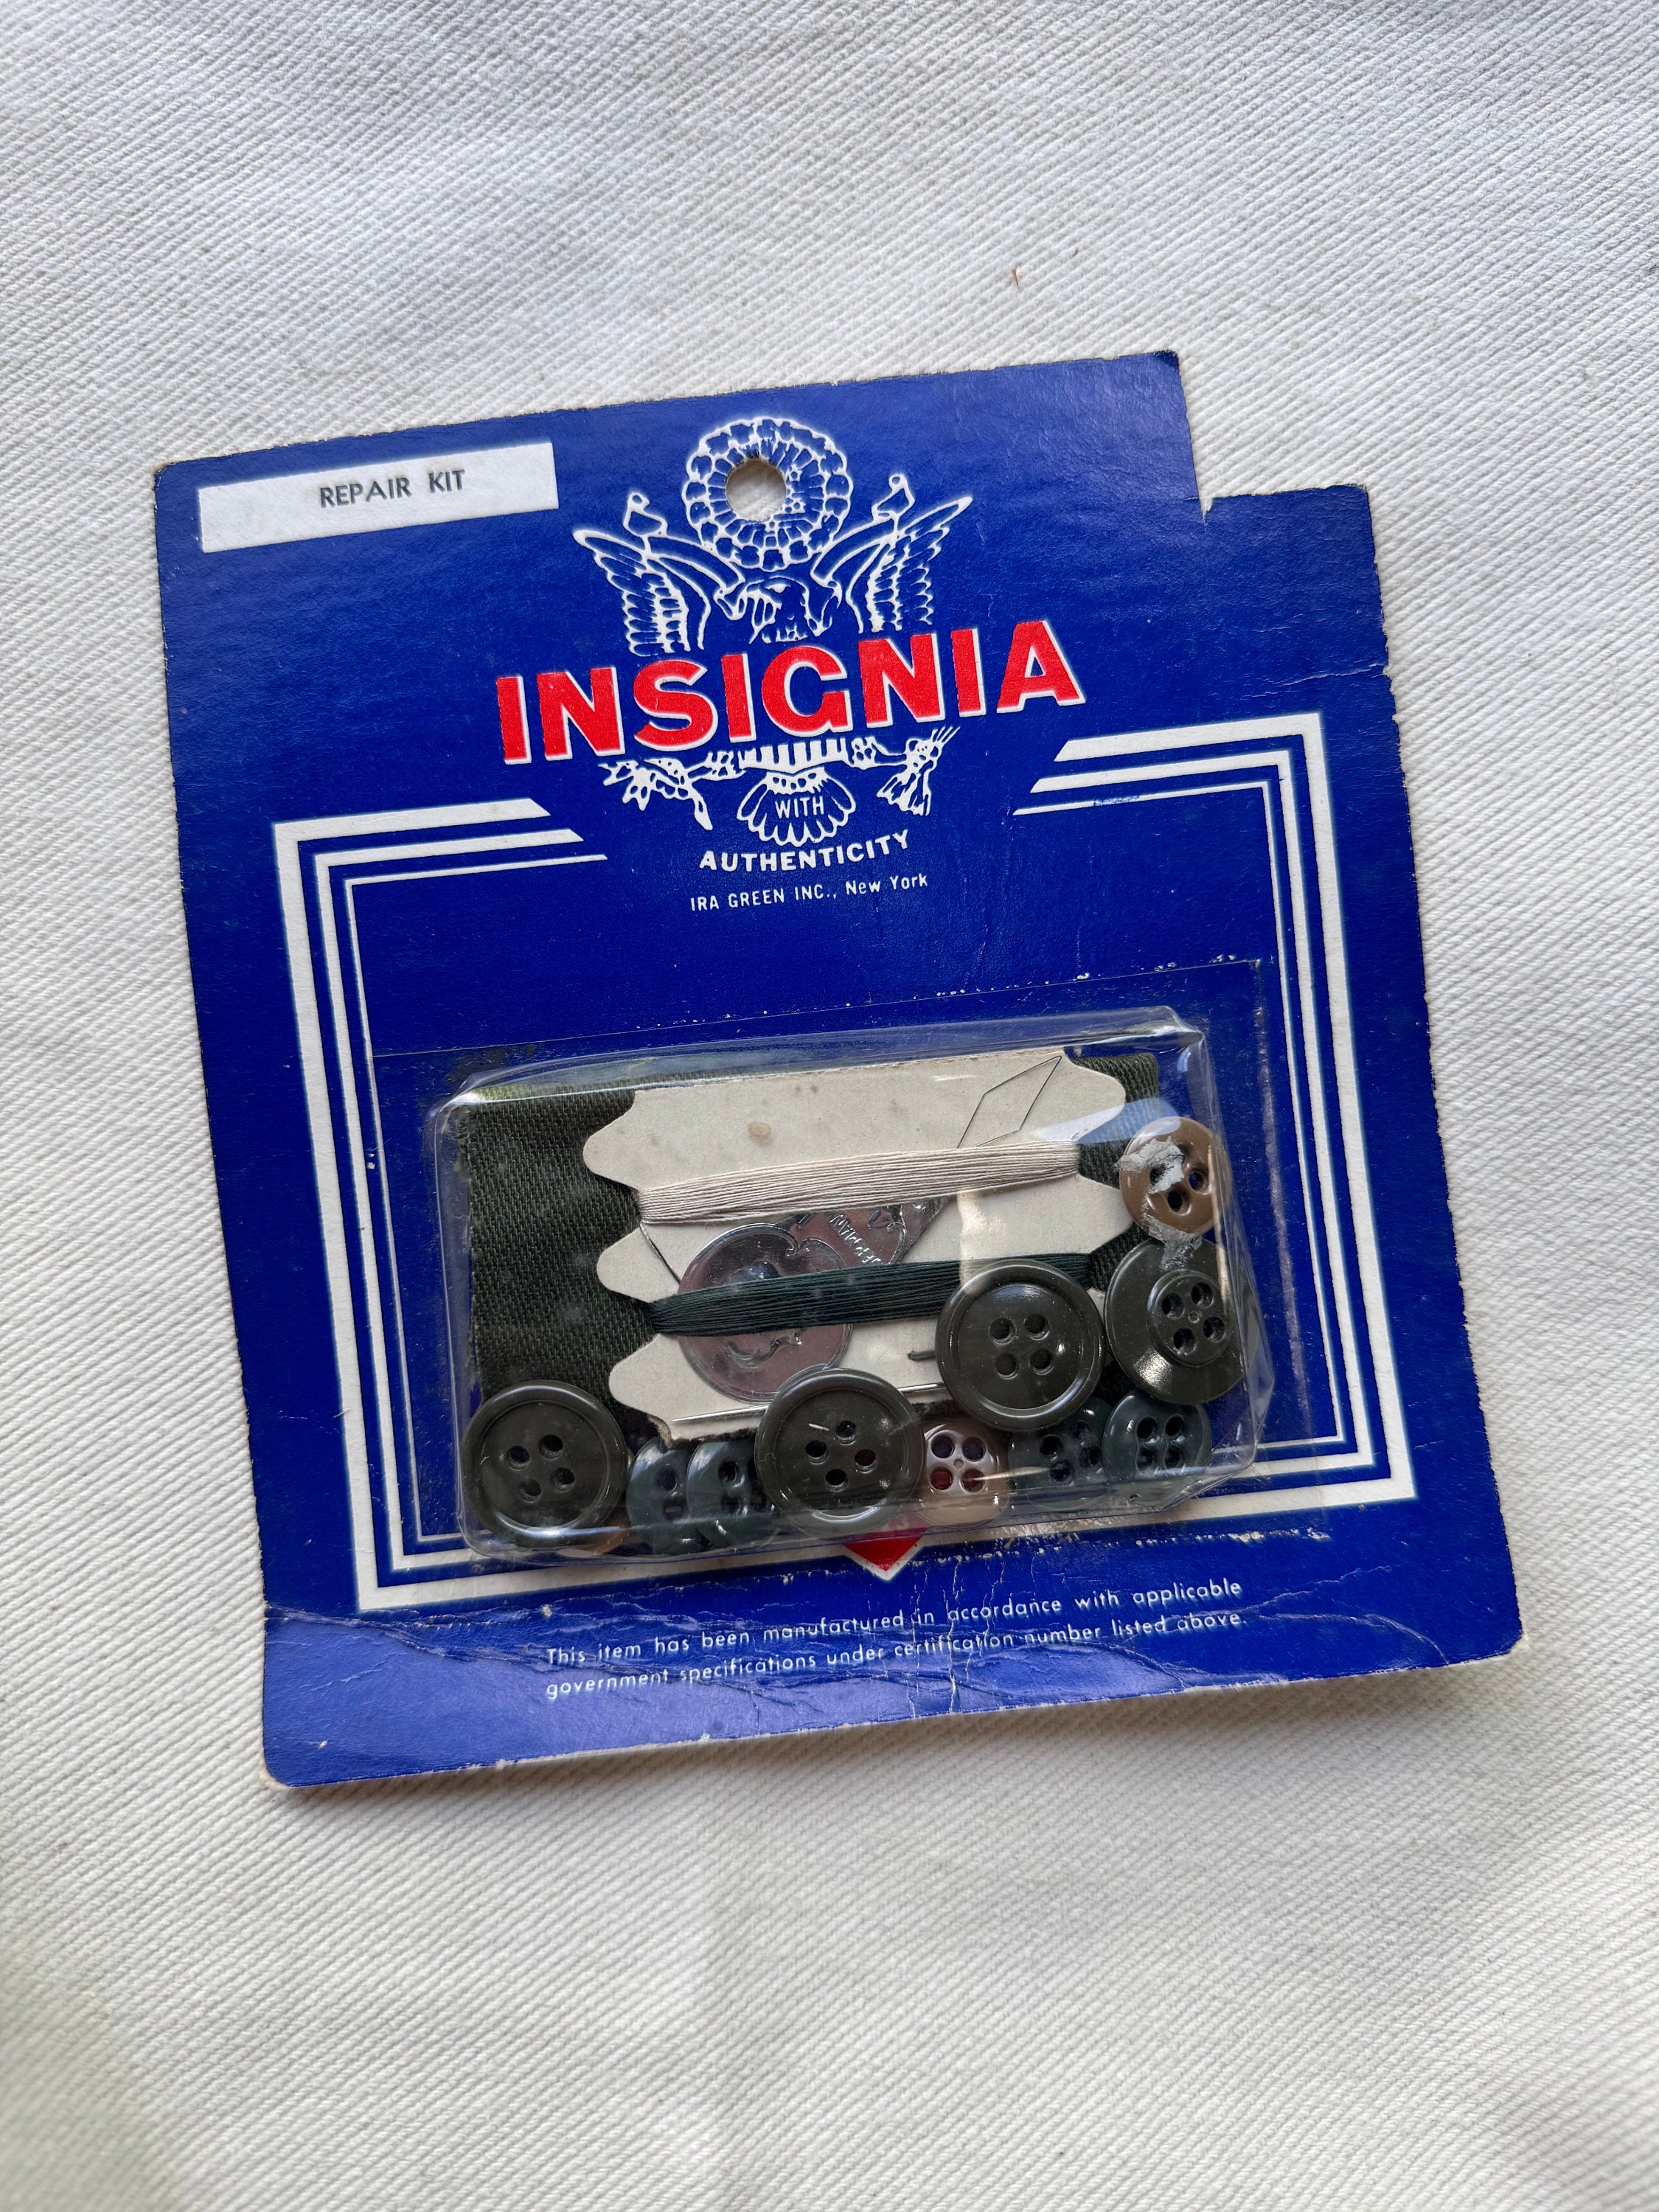 REPAIR KIT
INSIGNIA
WITH
AUTHENTICITY
IRA GREEN INC., New York
This item has been manufactured in accordance with applicable
government specifications under certification number listed above.